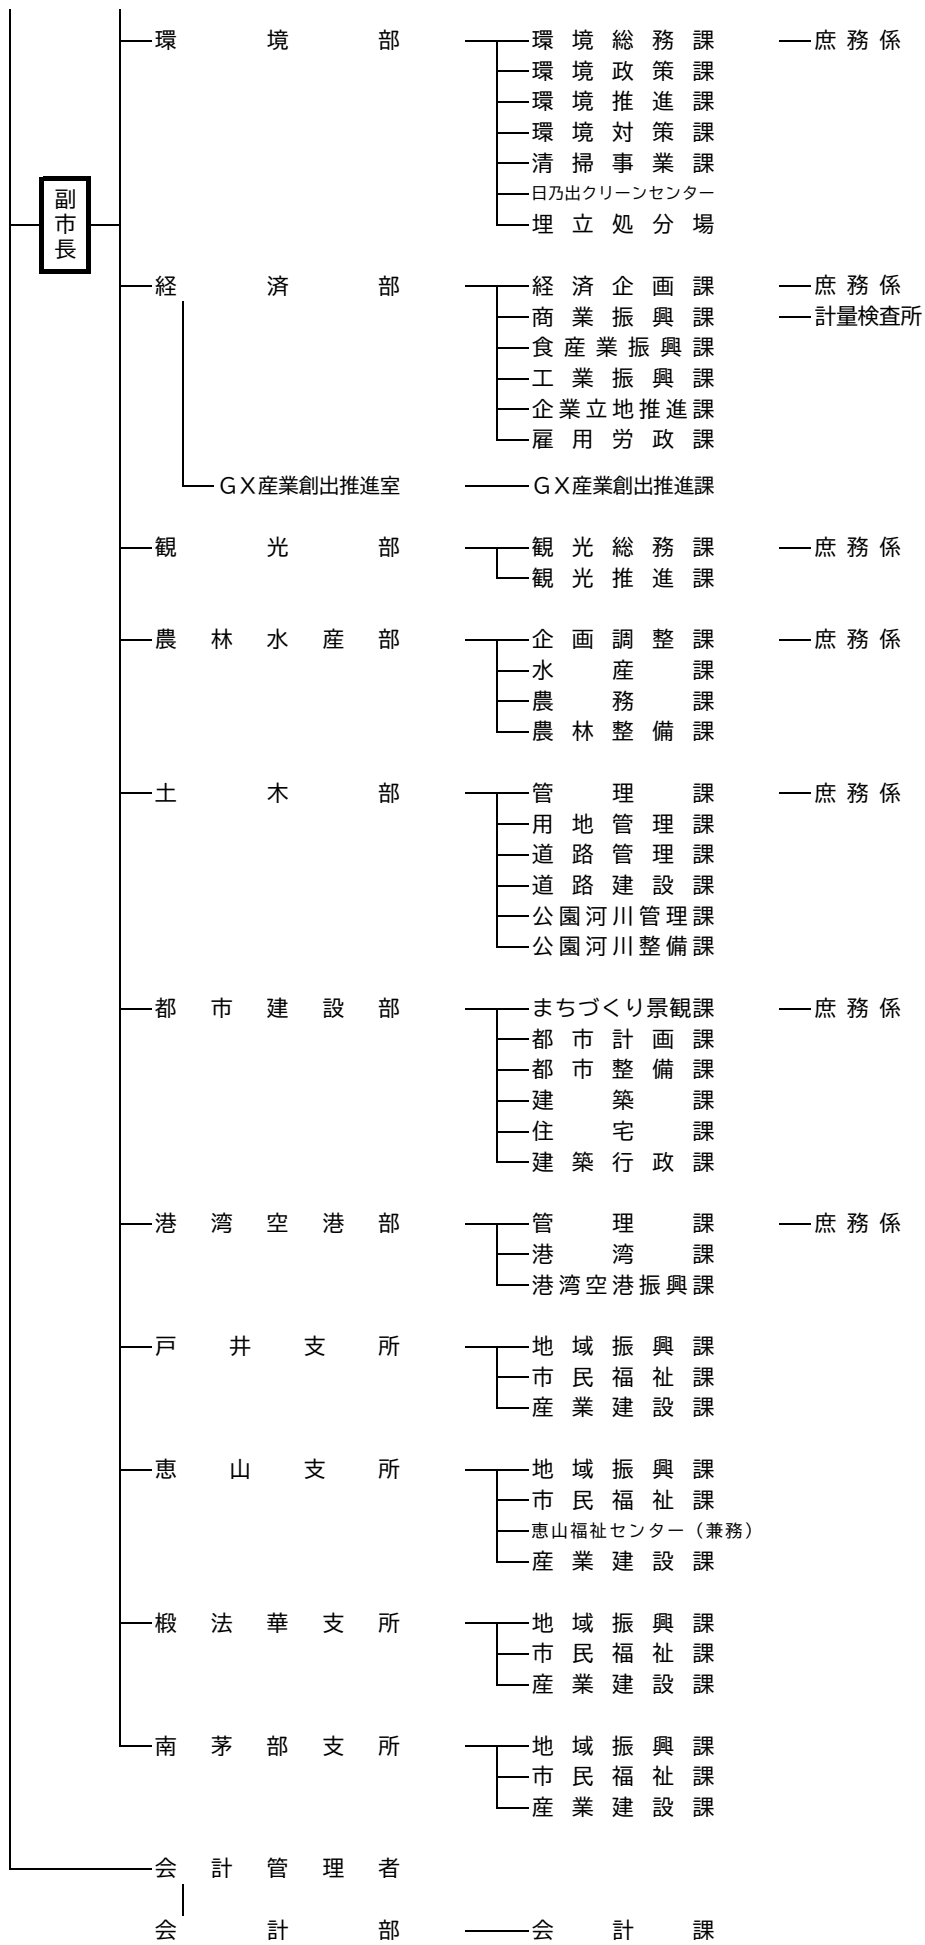 環境部 環境総務課 庶務係
環境政策課
環境推進課
環境対策課
清掃事業課
日乃出クリーンセンター
副市長 埋立処分場
経済部 経済企画課 庶務係
商業振興課 計量検査所
食産業振興課
工業振興課
企業立地推進課
雇用労政課
ＧＸ産業創出推進室 ＧＸ産業創出推進課
観光部 観光総務課 庶務係
観光推進課
農林水産部 企画調整課 庶務係
水産課
農務課
農林整備課
土木部 管理課 庶務係
用地管理課
道路管理課
道路建設課
公園河川管理課
公園河川整備課
都市建設部 まちづくり景観課 庶務係
都市計画課
都市整備課
建築課
住宅課
建築行政課
港湾空港部 管理課 庶務係
港湾課
港湾空港振興課
戸井支所 地域振興課
市民福祉課
産業建設課
恵山支所 地域振興課
市民福祉課
恵山福祉センター（兼務）
産業建設課
椴法華支所 地域振興課
市民福祉課
産業建設課
南茅部支所 地域振興課
市民福祉課
産業建設課
会計管理者
会計部 会計課